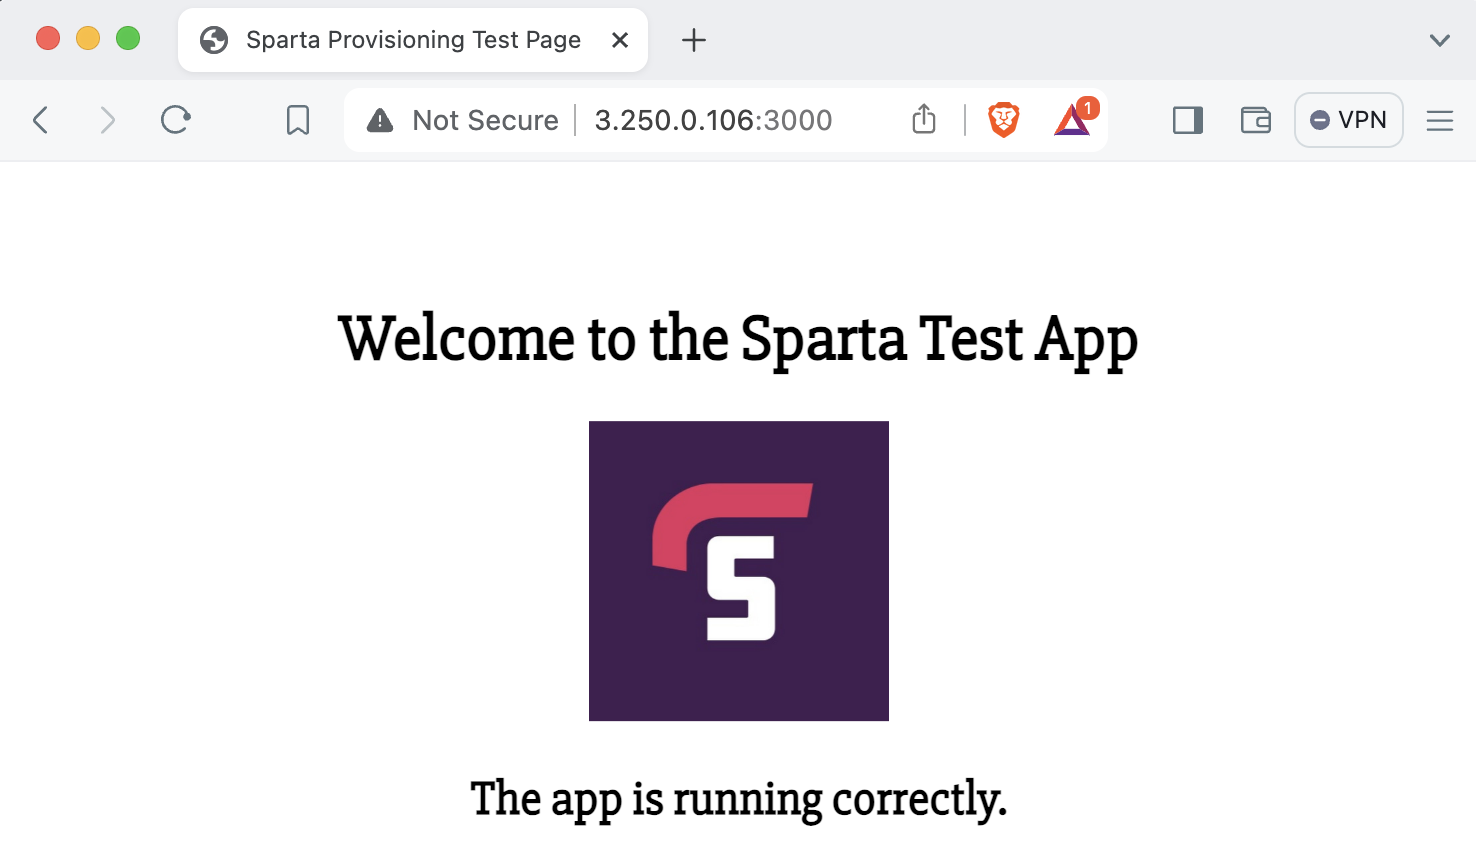 Sparta Provisioning Test Page
Not Secure 3.250.0.106:3000 1 VPN
Welcome to the Sparta Test App
S
The app is running correctly.